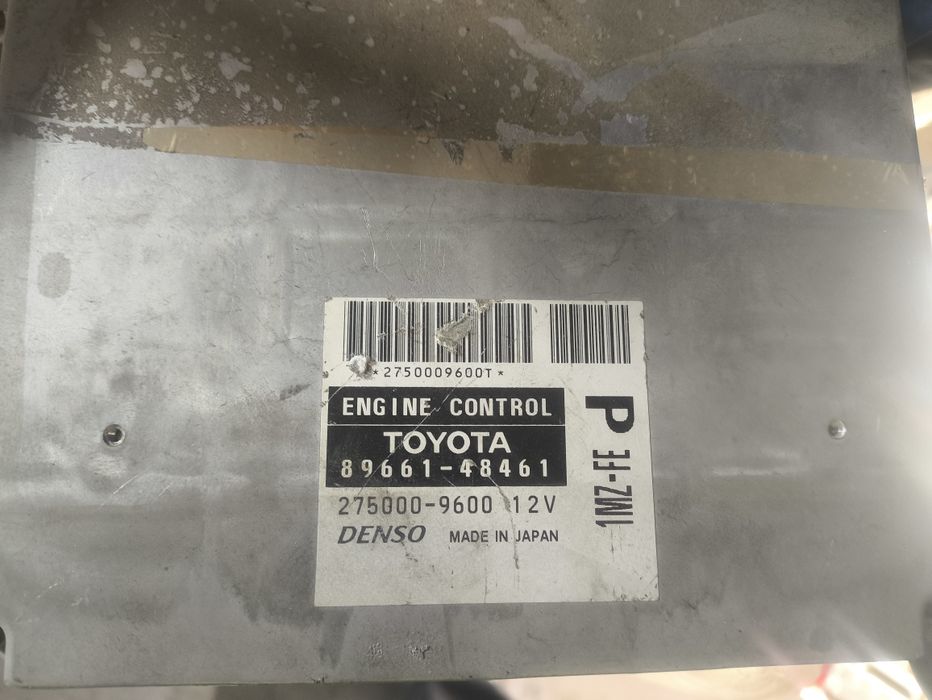 *2750009600T*
ENGINE CONTROL
TOYOTA
89661-48461
275000-9600 12V
DENSO MADE IN JAPAN
P
1MZ-FE